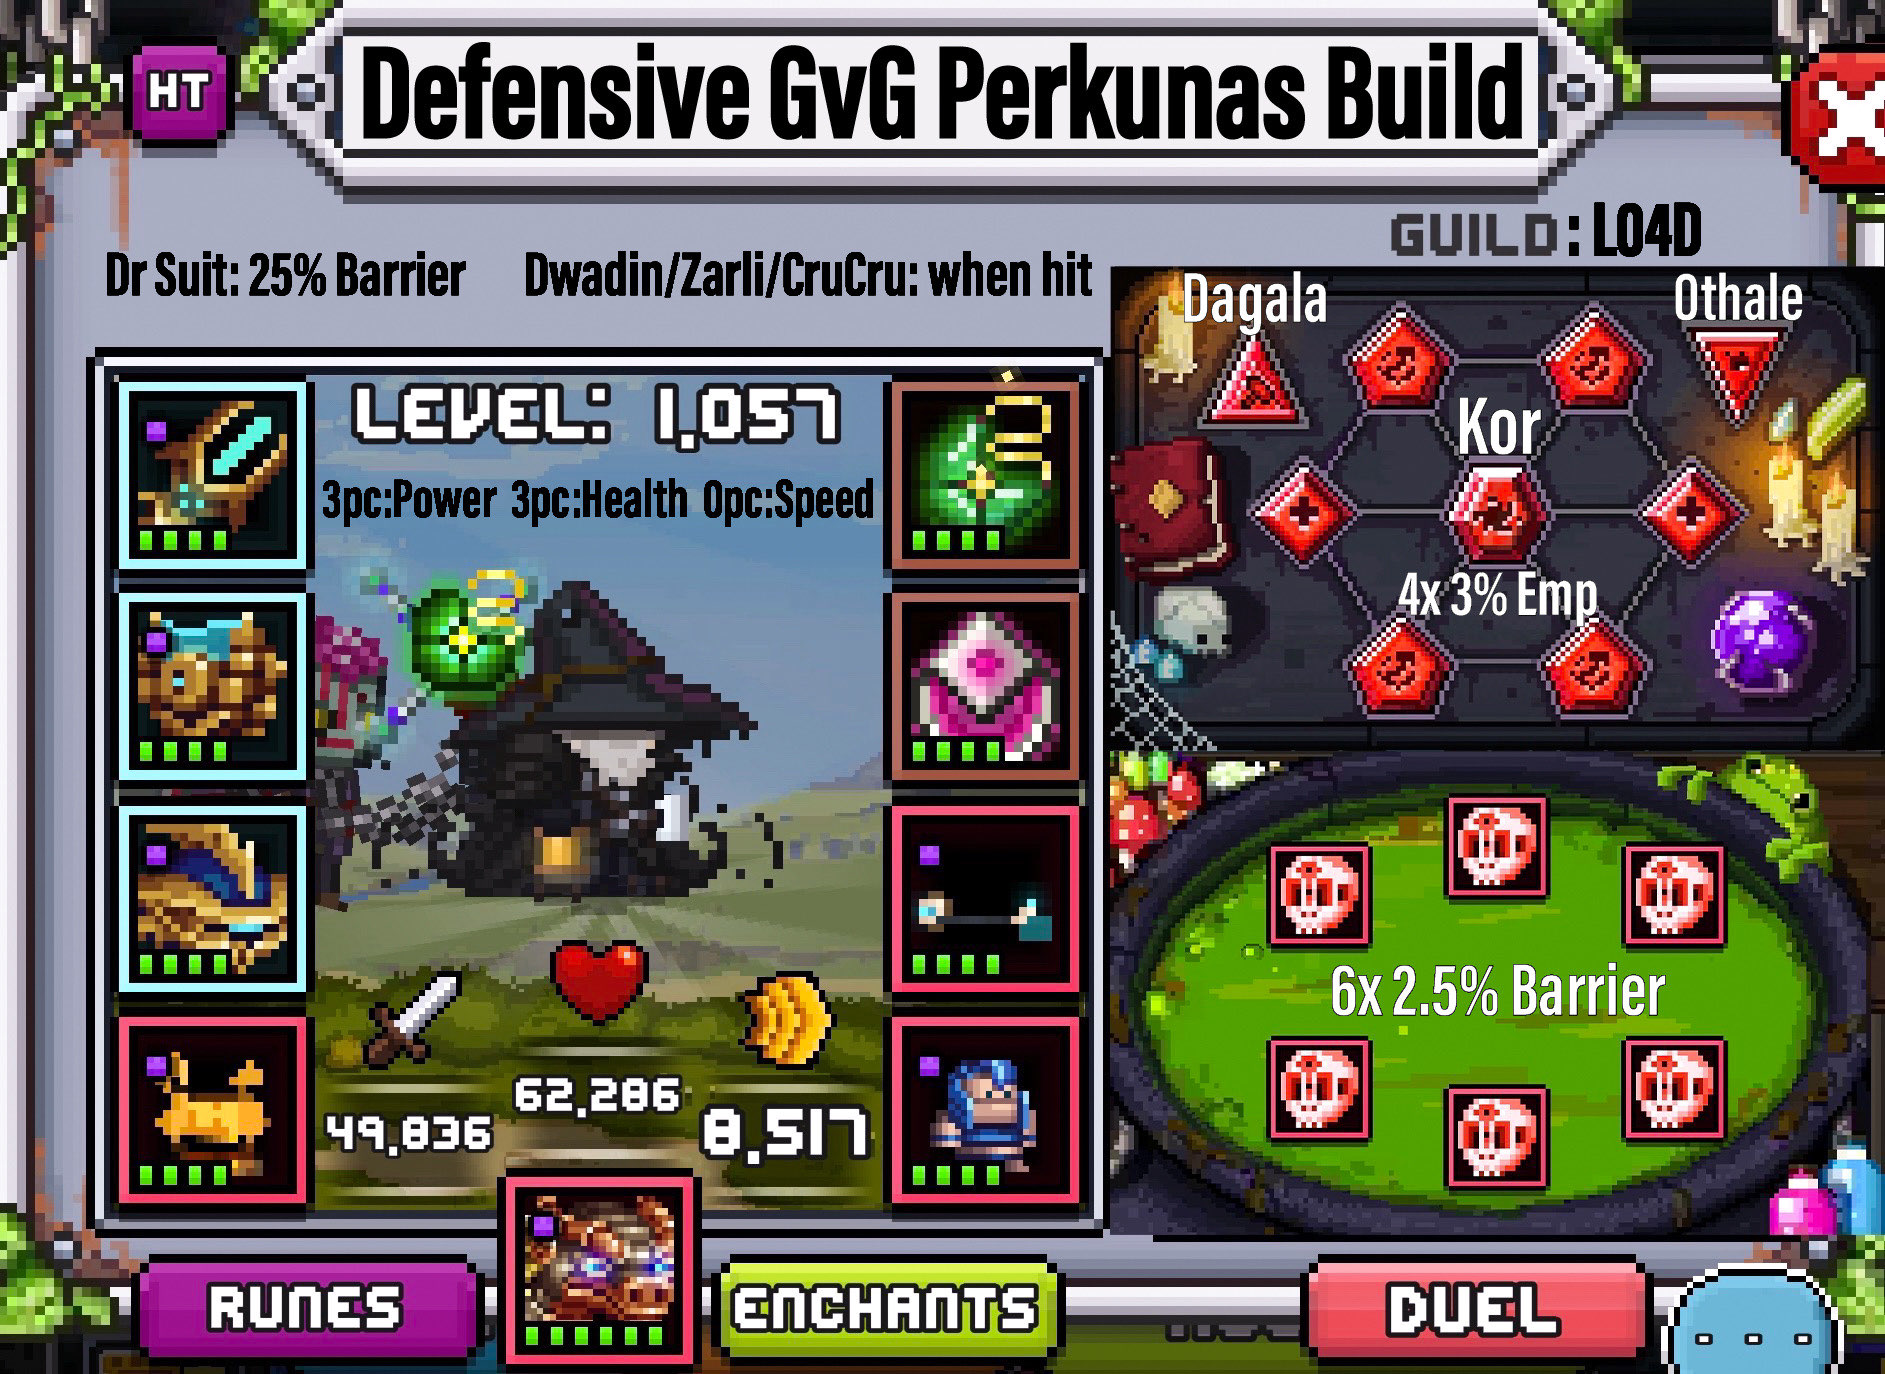 HT
Defensive GvG Perkunas Build
GUILD: L04D
Dr Suit: 25% Barrier
Dwadin/Zarli/CruCru: when hit
LEVEL: 1,057
3pc:Power 3pc:Health 0pc:Speed
49,836
62,286
8,517
Dagala
Othale
Kor
4x 3% Emp
6x 2.5% Barrier
RUNES
ENCHANTS
DUEL